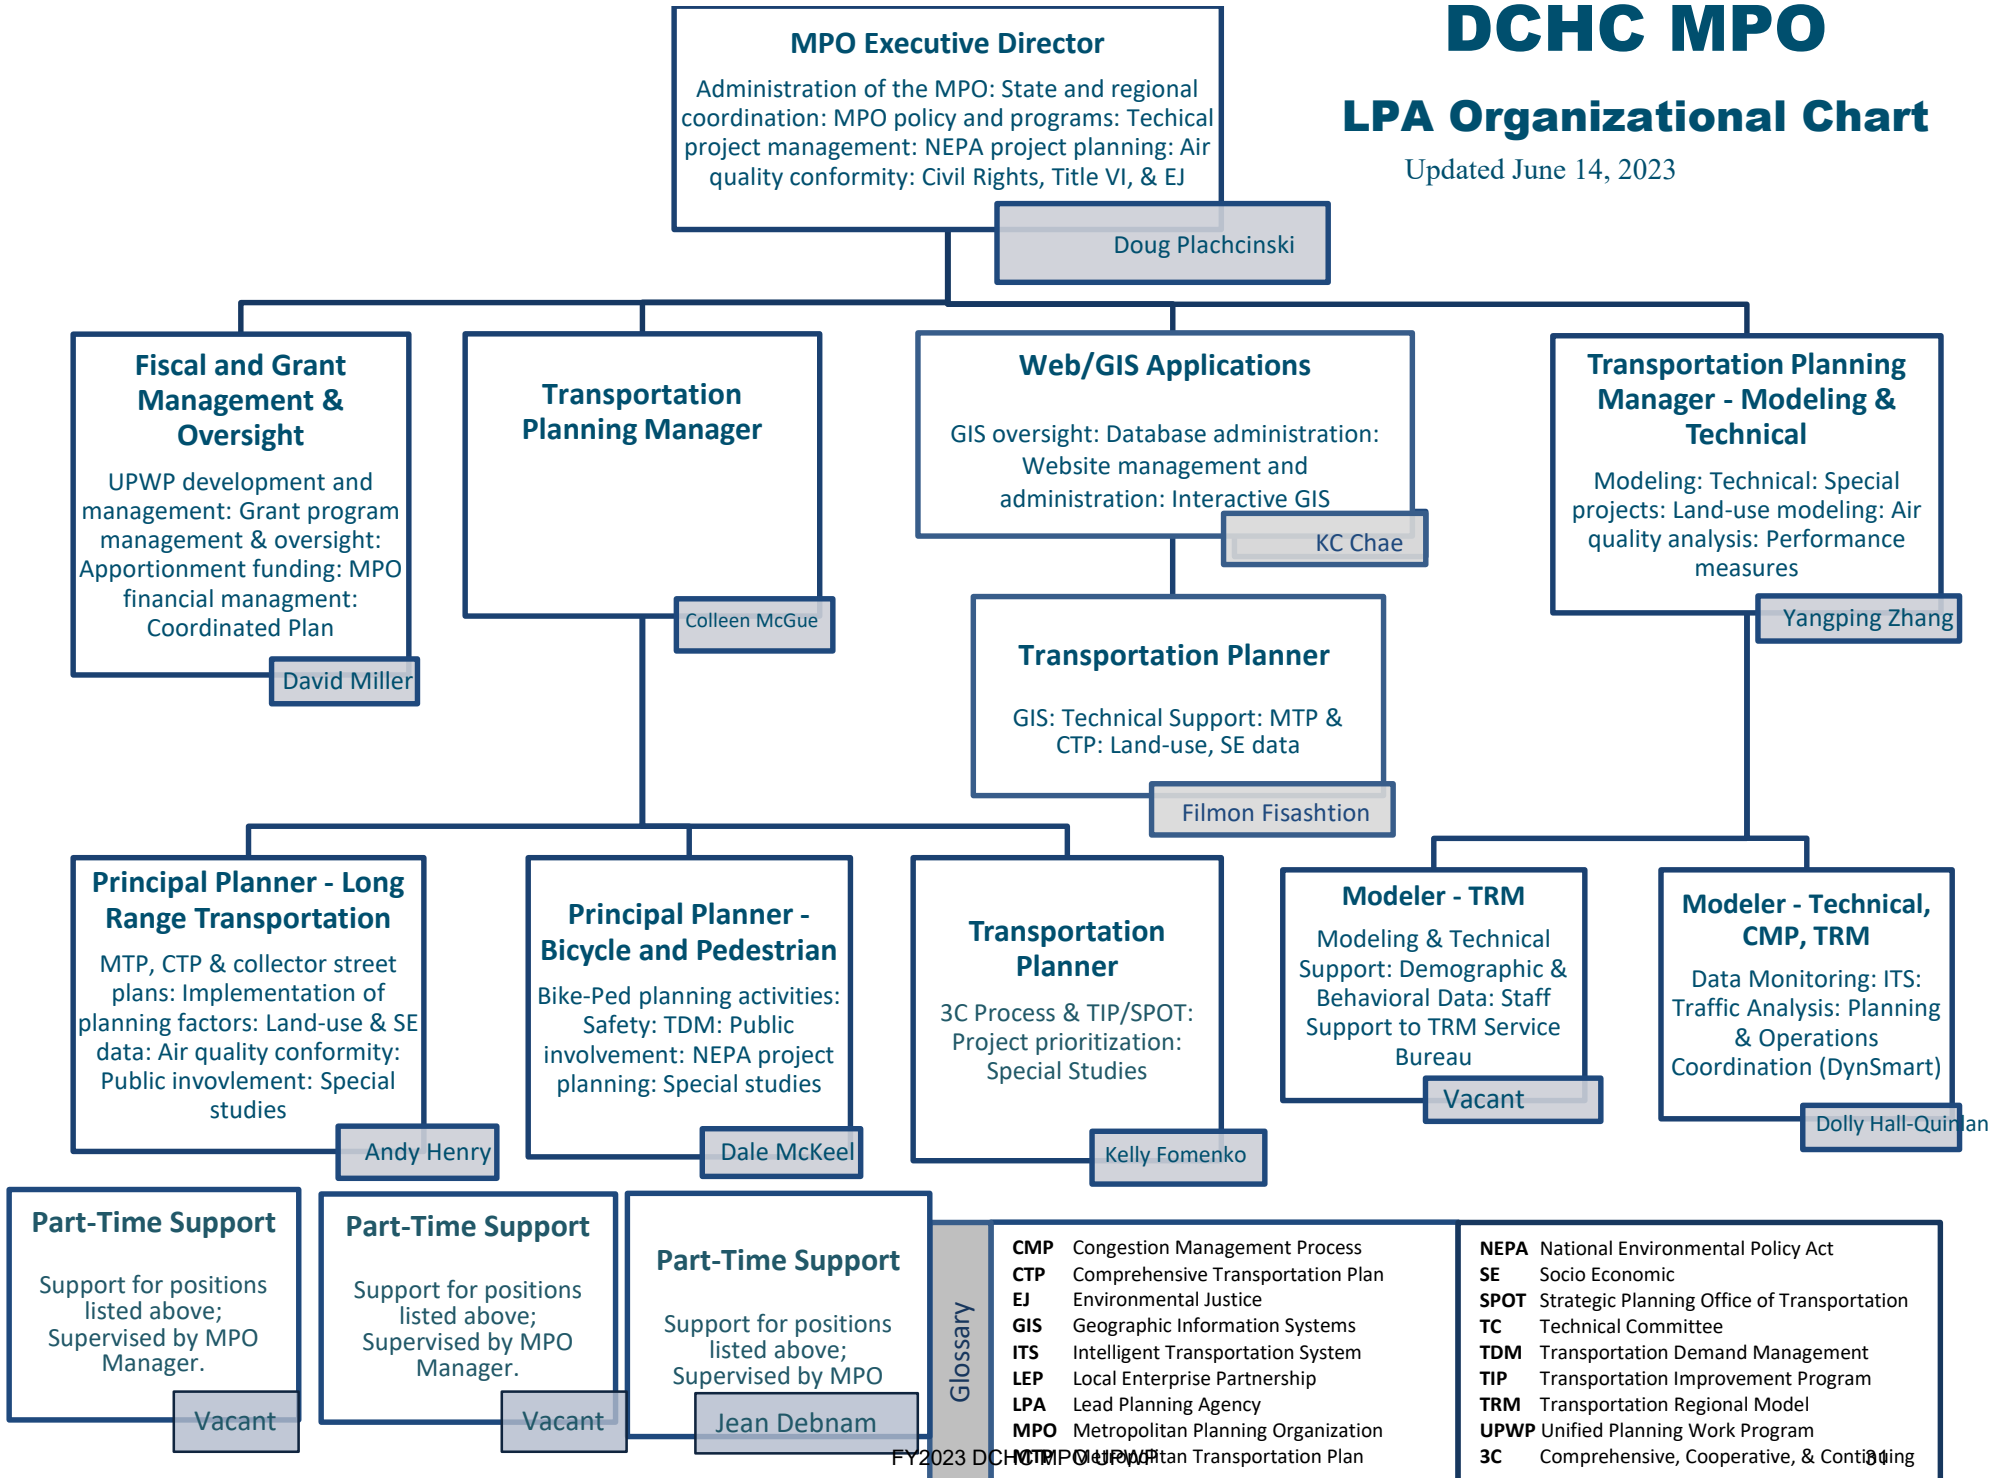 DCHC MPO
LPA Organizational Chart
Updated June 14, 2023
MPO Executive Director
Administration of the MPO: State and regional
coordination: MPO policy and programs: Techical
project management: NEPA project planning: Air
quality conformity: Civil Rights, Title VI, & EJ
Doug Plachcinski
Fiscal and Grant
Management &
Oversight
UPWP development and
management: Grant program
management & oversight:
Apportionment funding: MPO
financial managment:
Coordinated Plan
David Miller
Transportation
Planning Manager
Colleen McGue
Web/GIS Applications
GIS oversight: Database administration:
Website management and
administration: Interactive GIS
KC Chae
Transportation Planner
GIS: Technical Support: MTP &
CTP: Land-use, SE data
Filmon Fisashtion
Transportation Planning
Manager - Modeling &
Technical
Modeling: Technical: Special
projects: Land-use modeling: Air
quality analysis: Performance
measures
Yangping Zhang
Principal Planner - Long
Range Transportation
MTP, CTP & collector street
plans: Implementation of
planning factors: Land-use & SE
data: Air quality conformity:
Public invovlement: Special
studies
Andy Henry
Principal Planner -
Bicycle and Pedestrian
Bike-Ped planning activities:
Safety: TDM: Public
involvement: NEPA project
planning: Special studies
Dale McKeel
Transportation
Planner
3C Process & TIP/SPOT:
Project prioritization:
Special Studies
Kelly Fomenko
Modeler - TRM
Modeling & Technical
Support: Demographic &
Behavioral Data: Staff
Support to TRM Service
Bureau
Vacant
Modeler - Technical,
CMP, TRM
Data Monitoring: ITS:
Traffic Analysis: Planning
& Operations
Coordination (DynSmart)
Dolly Hall-Quinlan
Part-Time Support
Support for positions
listed above;
Supervised by MPO
Manager.
Vacant
Part-Time Support
Support for positions
listed above;
Supervised by MPO
Manager.
Vacant
Part-Time Support
Support for positions
listed above;
Supervised by MPO
Jean Debnam
Glossary
CMP Congestion Management Process
CTP Comprehensive Transportation Plan
EJ Environmental Justice
GIS Geographic Information Systems
ITS Intelligent Transportation System
LEP Local Enterprise Partnership
LPA Lead Planning Agency
MPO Metropolitan Planning Organization
MTP Metropolitan Transportation Plan
NEPA National Environmental Policy Act
SE Socio Economic
SPOT Strategic Planning Office of Transportation
TC Technical Committee
TDM Transportation Demand Management
TIP Transportation Improvement Program
TRM Transportation Regional Model
UPWP Unified Planning Work Program
3C Comprehensive, Cooperative, & Continuing
FY2023 DCHC MPO UPWP
31